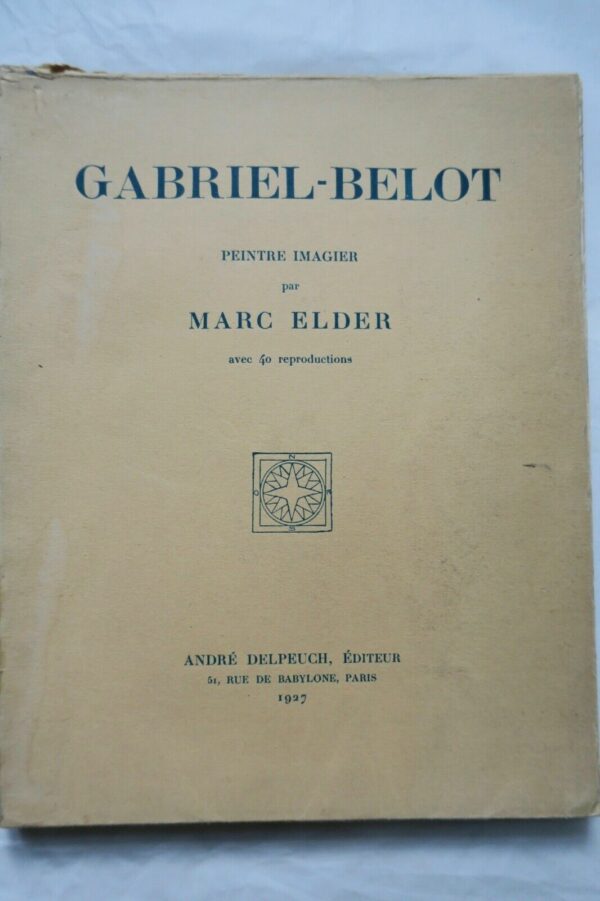 GABRIEL-BELOT
PEINTRE IMAGIER
par
MARC ELDER
avec 40 reproductions
N
O E
S
ANDRÉ DELPEUCH, ÉDITEUR
51, RUE DE BABYLONE, PARIS
1927